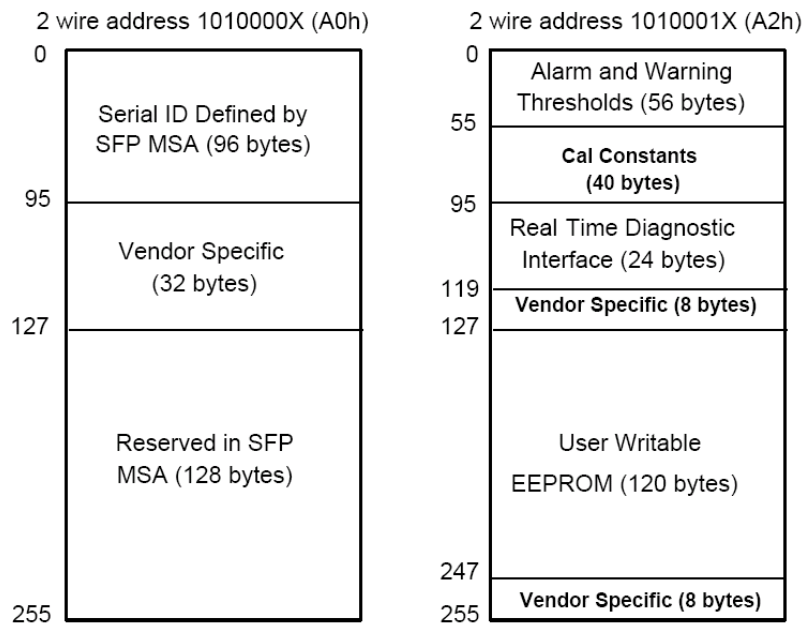 2 wire address 1010000X (A0h)
0
Serial ID Defined by
SFP MSA (96 bytes)
95
Vendor Specific
(32 bytes)
127
Reserved in SFP
MSA (128 bytes)
255
2 wire address 1010001X (A2h)
0
Alarm and Warning
Thresholds (56 bytes)
55
Cal Constants
(40 bytes)
95
Real Time Diagnostic
Interface (24 bytes)
119
Vendor Specific (8 bytes)
127
User Writable
EEPROM (120 bytes)
247
Vendor Specific (8 bytes)
255